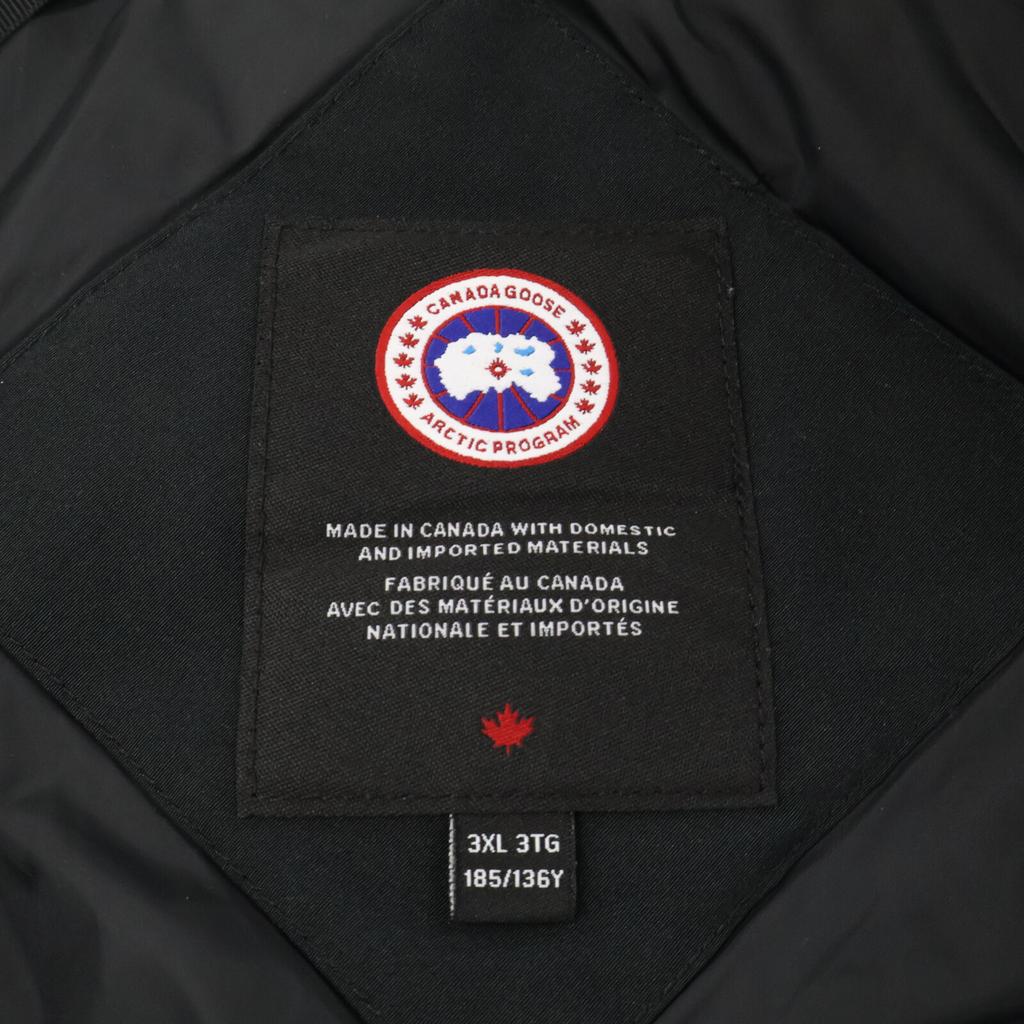 CANADA GOOSE
ARCTIC PROGRAM
MADE IN CANADA WITH DOMESTIC
AND IMPORTED MATERIALS
FABRIQUÉ AU CANADA
AVEC DES MATÉRIAUX D'ORIGINE
NATIONALE ET IMPORTÉS
3XL 3TG
185/136Y